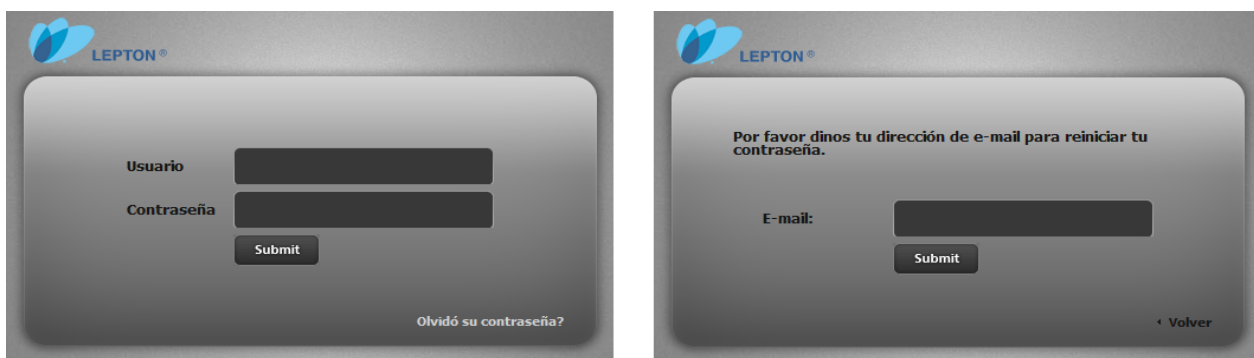 LEPTON ®
Usuario
Contraseña
Submit
Olvidó su contraseña?
LEPTON ®
Por favor dinos tu dirección de e-mail para reiniciar tu
contraseña.
E-mail:
Submit
Volver